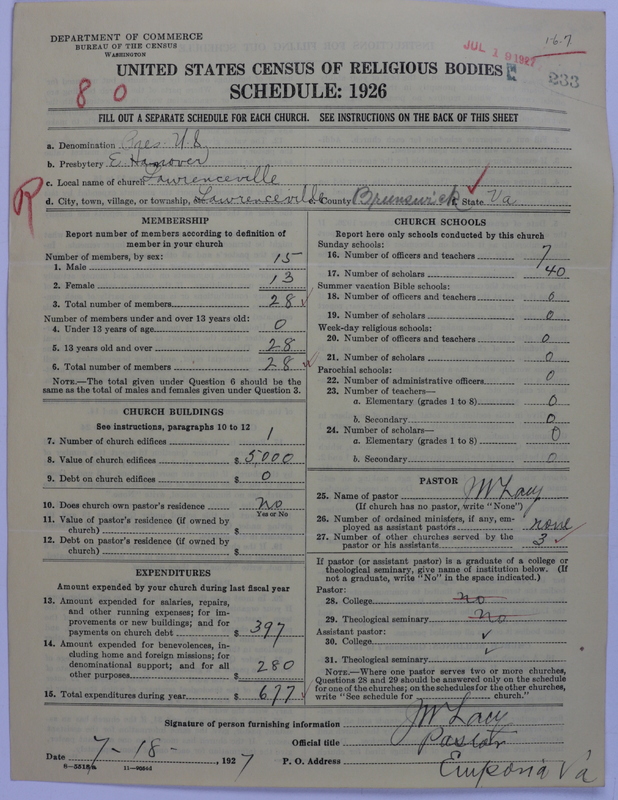 DEPARTMENT OF COMMERCE
BUREAU OF THE CENSUS
WASHINGTON
JUL 19 1927
1-6-7
233
UNITED STATES CENSUS OF RELIGIOUS BODIES
SCHEDULE: 1926
8 0
FILL OUT A SEPARATE SCHEDULE FOR EACH CHURCH. SEE INSTRUCTIONS ON THE BACK OF THIS SHEET
a. Denomination Pres. U.S.
b. Presbytery E Hanover
c. Local name of church Lawrenceville
R
d. City, town, village, or township, Lawrenceville e. County Brunswick f. State Va
MEMBERSHIP
Report number of members according to definition of
member in your church
Number of members, by sex:
1. Male 15
2. Female 13
3. Total number of members 28
Number of members under and over 13 years old:
4. Under 13 years of age 0
5. 13 years old and over 28
6. Total number of members 28
NOTE.—The total given under Question 6 should be the
same as the total of males and females given under Question 3.
CHURCH BUILDINGS
See instructions, paragraphs 10 to 12
7. Number of church edifices 1
8. Value of church edifices $ 5,000
9. Debt on church edifices $ 0
10. Does church own pastor's residence No
Yes or No
11. Value of pastor's residence (if owned by
church) $
12. Debt on pastor's residence (if owned by
church) $
EXPENDITURES
Amount expended by your church during last fiscal year
13. Amount expended for salaries, repairs,
and other running expenses; for im-
provements or new buildings; and for
payments on church debt $ 397
14. Amount expended for benevolences, in-
cluding home and foreign missions; for
denominational support; and for all
other purposes $ 280
15. Total expenditures during year $ 677
CHURCH SCHOOLS
Report here only schools conducted by this church
Sunday schools:
16. Number of officers and teachers 7
17. Number of scholars 40
Summer vacation Bible schools:
18. Number of officers and teachers 0
19. Number of scholars 0
Week-day religious schools:
20. Number of officers and teachers 0
21. Number of scholars 0
Parochial schools:
22. Number of administrative officers 0
23. Number of teachers—
a. Elementary (grades 1 to 8) 0
b. Secondary 0
24. Number of scholars—
a. Elementary (grades 1 to 8) 0
b. Secondary 0
PASTOR
25. Name of pastor JW Lacy
(If church has no pastor, write "None")
26. Number of ordained ministers, if any, em-
ployed as assistant pastors none
27. Number of other churches served by the
pastor or his assistants 3
If pastor (or assistant pastor) is a graduate of a college or
theological seminary, give name of institution below. (If
not a graduate, write "No" in the space indicated.)
Pastor:
28. College No
29. Theological seminary No
Assistant pastor:
30. College
31. Theological seminary
NOTE.—Where one pastor serves two or more churches,
Questions 28 and 29 should be answered only on the schedule
for one of the churches; on the schedules for the other churches,
write "See schedule for church."
Signature of person furnishing information JW Lacy
Official title Pastor
Date 7-18-, 1927 P. O. Address Emporia Va
8-5318a 11-9054d